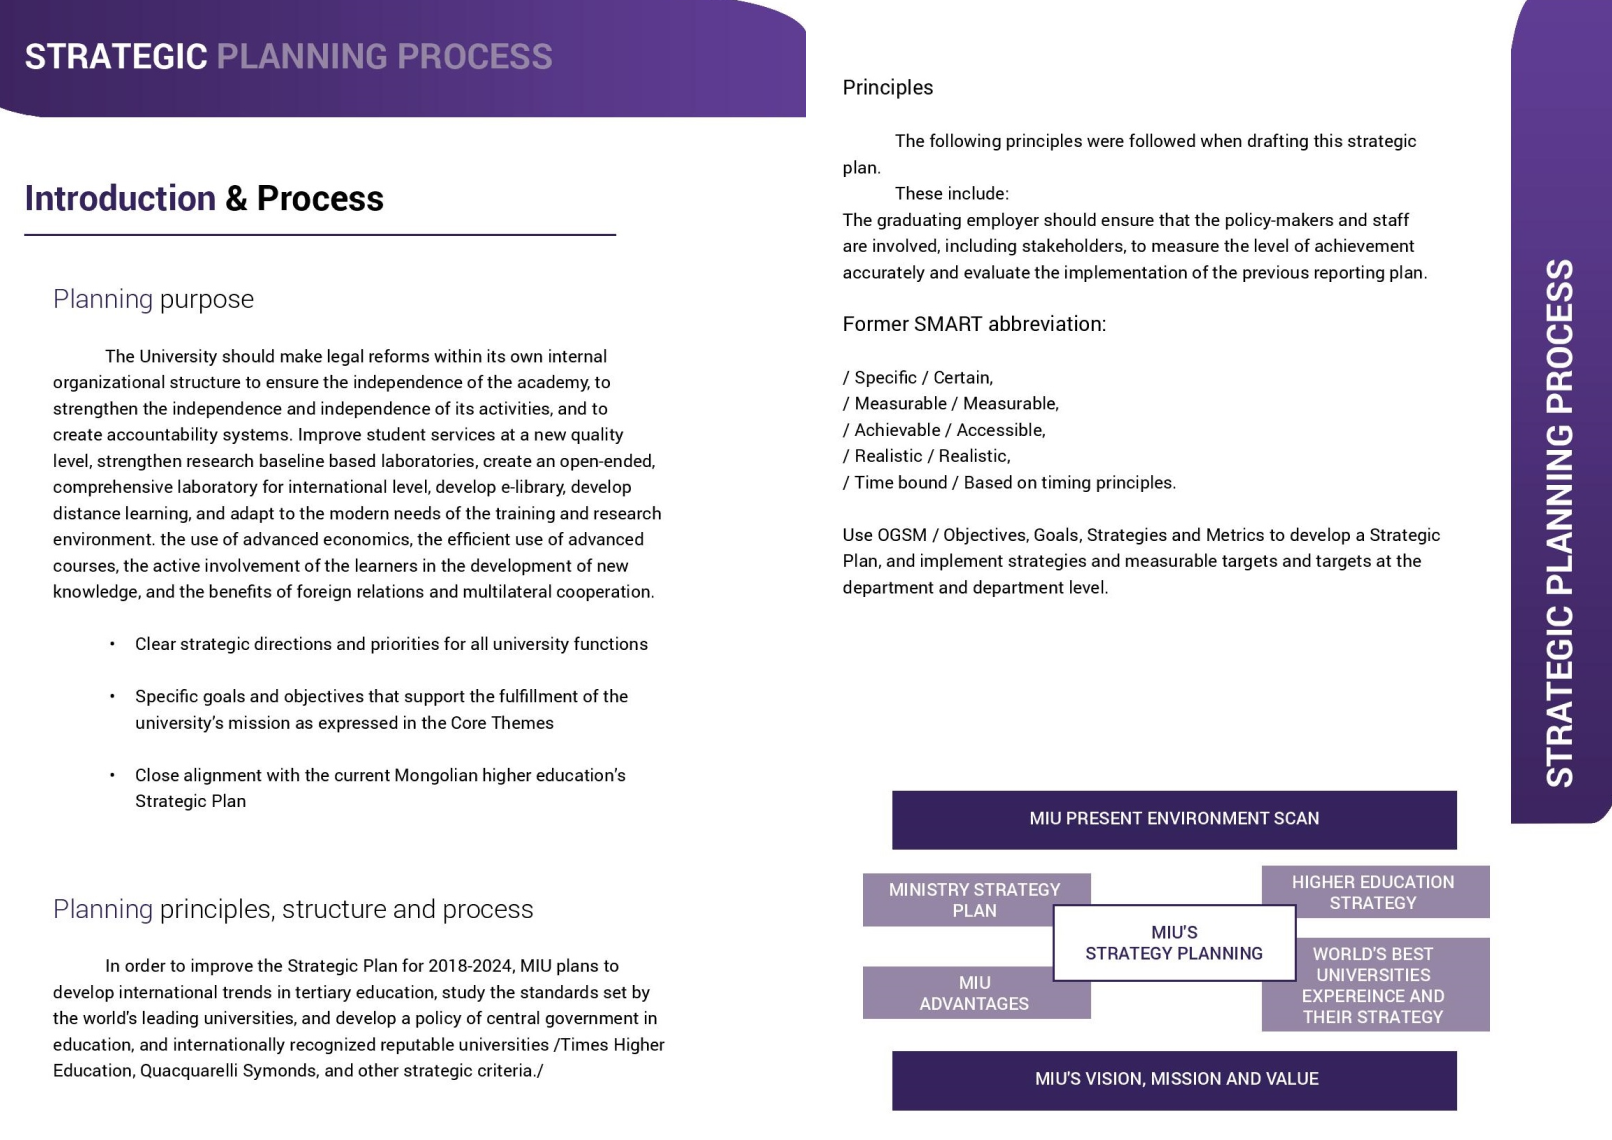 STRATEGIC PLANNING PROCESS
Introduction & Process
Planning purpose
The University should make legal reforms within its own internal
organizational structure to ensure the independence of the academy, to
strengthen the independence and independence of its activities, and to
create accountability systems. Improve student services at a new quality
level, strengthen research baseline based laboratories, create an open-ended,
comprehensive laboratory for international level, develop e-library, develop
distance learning, and adapt to the modern needs of the training and research
environment. the use of advanced economics, the efficient use of advanced
courses, the active involvement of the learners in the development of new
knowledge, and the benefits of foreign relations and multilateral cooperation.
• Clear strategic directions and priorities for all university functions
• Specific goals and objectives that support the fulfillment of the
university's mission as expressed in the Core Themes
• Close alignment with the current Mongolian higher education's
Strategic Plan
Planning principles, structure and process
In order to improve the Strategic Plan for 2018-2024, MIU plans to
develop international trends in tertiary education, study the standards set by
the world's leading universities, and develop a policy of central government in
education, and internationally recognized reputable universities /Times Higher
Education, Quacquarelli Symonds, and other strategic criteria./
Principles
The following principles were followed when drafting this strategic
plan.
These include:
The graduating employer should ensure that the policy-makers and staff
are involved, including stakeholders, to measure the level of achievement
accurately and evaluate the implementation of the previous reporting plan.
Former SMART abbreviation:
/ Specific / Certain,
/ Measurable / Measurable,
/ Achievable / Accessible,
/ Realistic / Realistic,
/ Time bound / Based on timing principles.
Use OGSM / Objectives, Goals, Strategies and Metrics to develop a Strategic
Plan, and implement strategies and measurable targets and targets at the
department and department level.
MIU PRESENT ENVIRONMENT SCAN
MINISTRY STRATEGY
PLAN
HIGHER EDUCATION
STRATEGY
MIU'S
STRATEGY PLANNING
MIU
ADVANTAGES
WORLD'S BEST
UNIVERSITIES
EXPEREINCE AND
THEIR STRATEGY
MIU'S VISION, MISSION AND VALUE
STRATEGIC PLANNING PROCESS